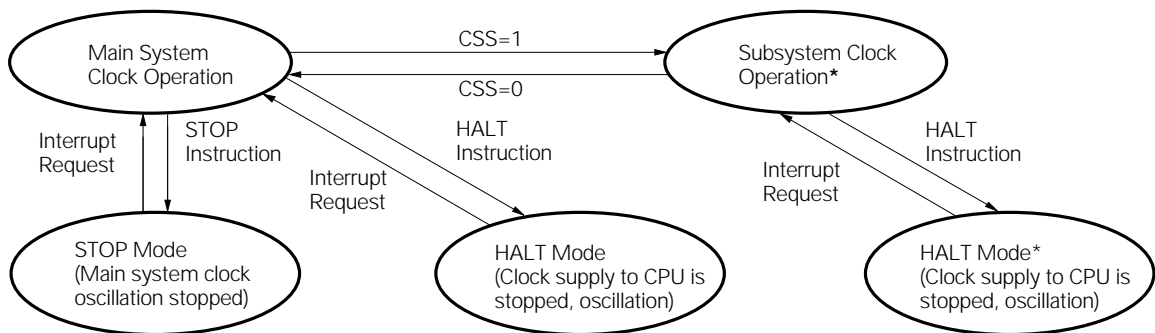 Main System
Clock Operation
CSS=1
CSS=0
Subsystem Clock
Operation*
Interrupt
Request
STOP
Instruction
HALT
Instruction
Interrupt
Request
HALT
Instruction
Interrupt
Request
STOP Mode
(Main system clock
oscillation stopped)
HALT Mode
(Clock supply to CPU is
stopped, oscillation)
HALT Mode*
(Clock supply to CPU is
stopped, oscillation)